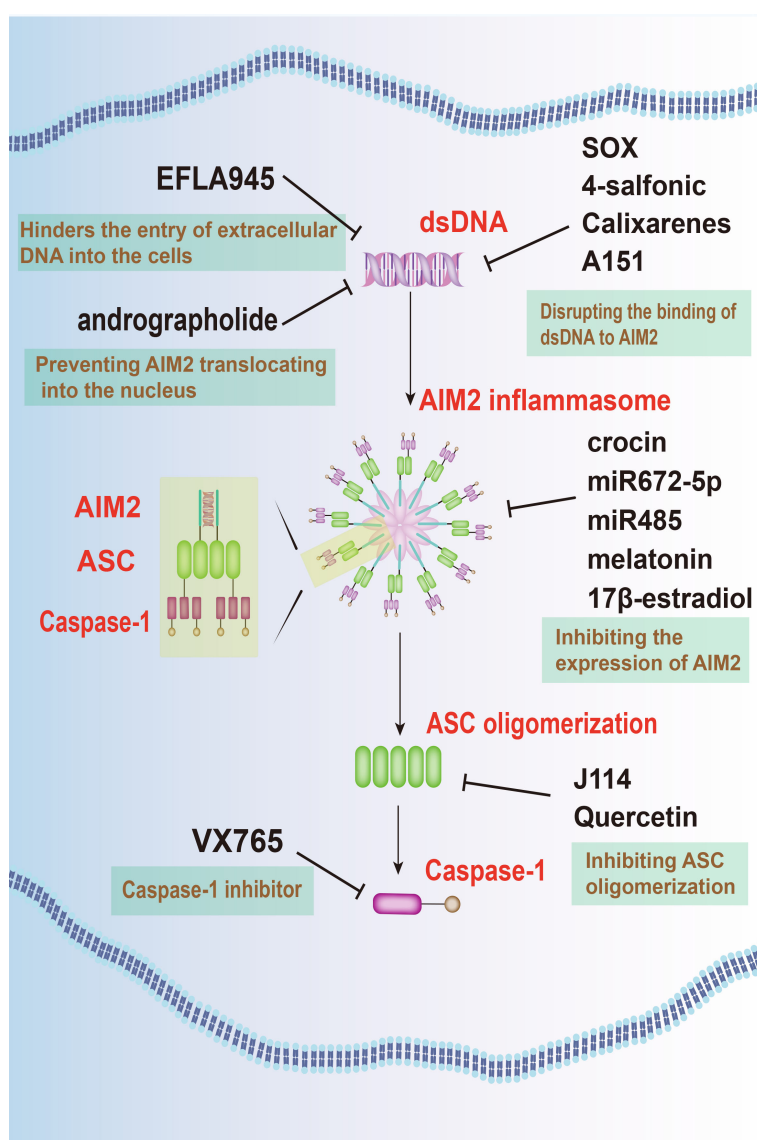 EFLA945
Hinders the entry of extracellular
DNA into the cells
dsDNA
SOX
4-salfonic
Calixarenes
A151
Disrupting the binding of
dsDNA to AIM2
andrographolide
Preventing AIM2 translocating
into the nucleus
AIM2 inflammasome
crocin
miR672-5p
miR485
melatonin
17β-estradiol
Inhibiting the
expression of AIM2
AIM2
ASC
Caspase-1
ASC oligomerization
J114
Quercetin
Inhibiting ASC
oligomerization
VX765
Caspase-1 inhibitor
Caspase-1